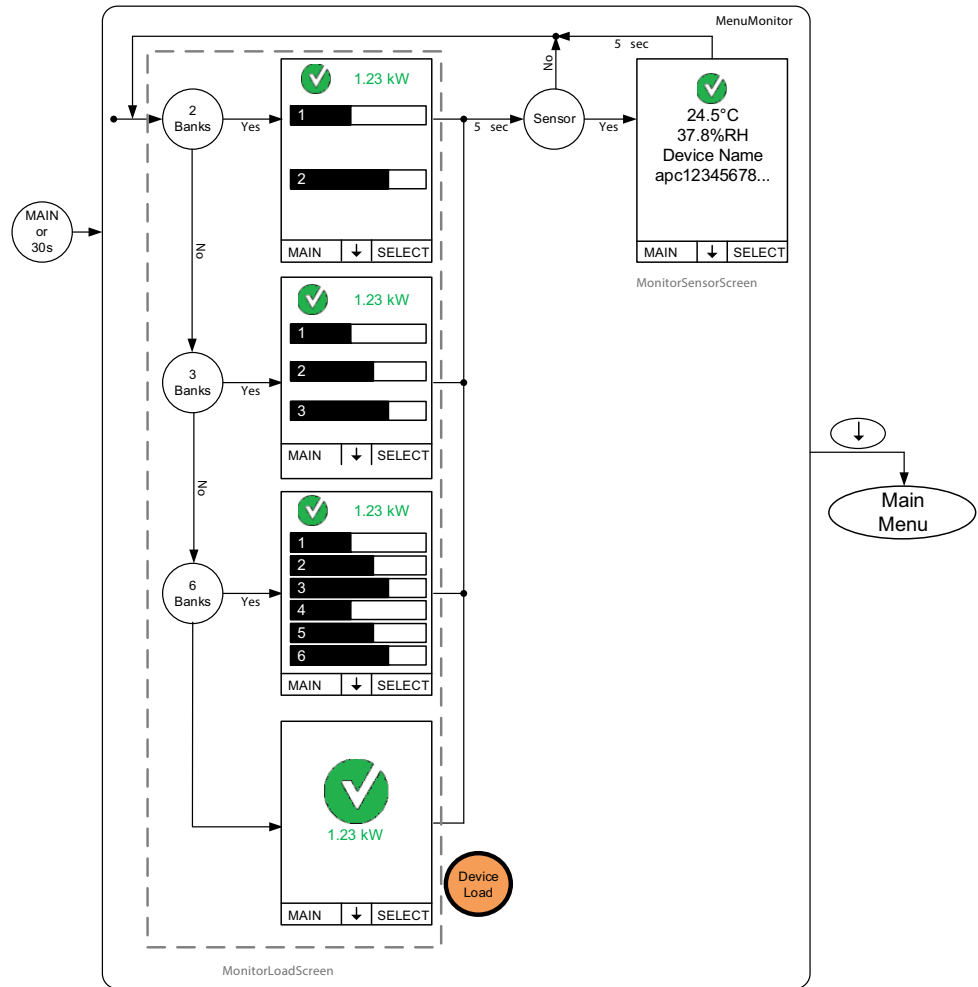 MenuMonitor
5 sec
No
1.23 kW
2
Banks
Yes
1
2
MAIN ↓ SELECT
5 sec
Sensor
Yes
24.5°C
37.8%RH
Device Name
apc12345678...
MAIN ↓ SELECT
MonitorSensorScreen
MAIN
or
30s
No
1.23 kW
3
Banks
Yes
1
2
3
MAIN ↓ SELECT
↓
Main
Menu
No
1.23 kW
6
Banks
Yes
1
2
3
4
5
6
MAIN ↓ SELECT
1.23 kW
Device
Load
MAIN ↓ SELECT
MonitorLoadScreen